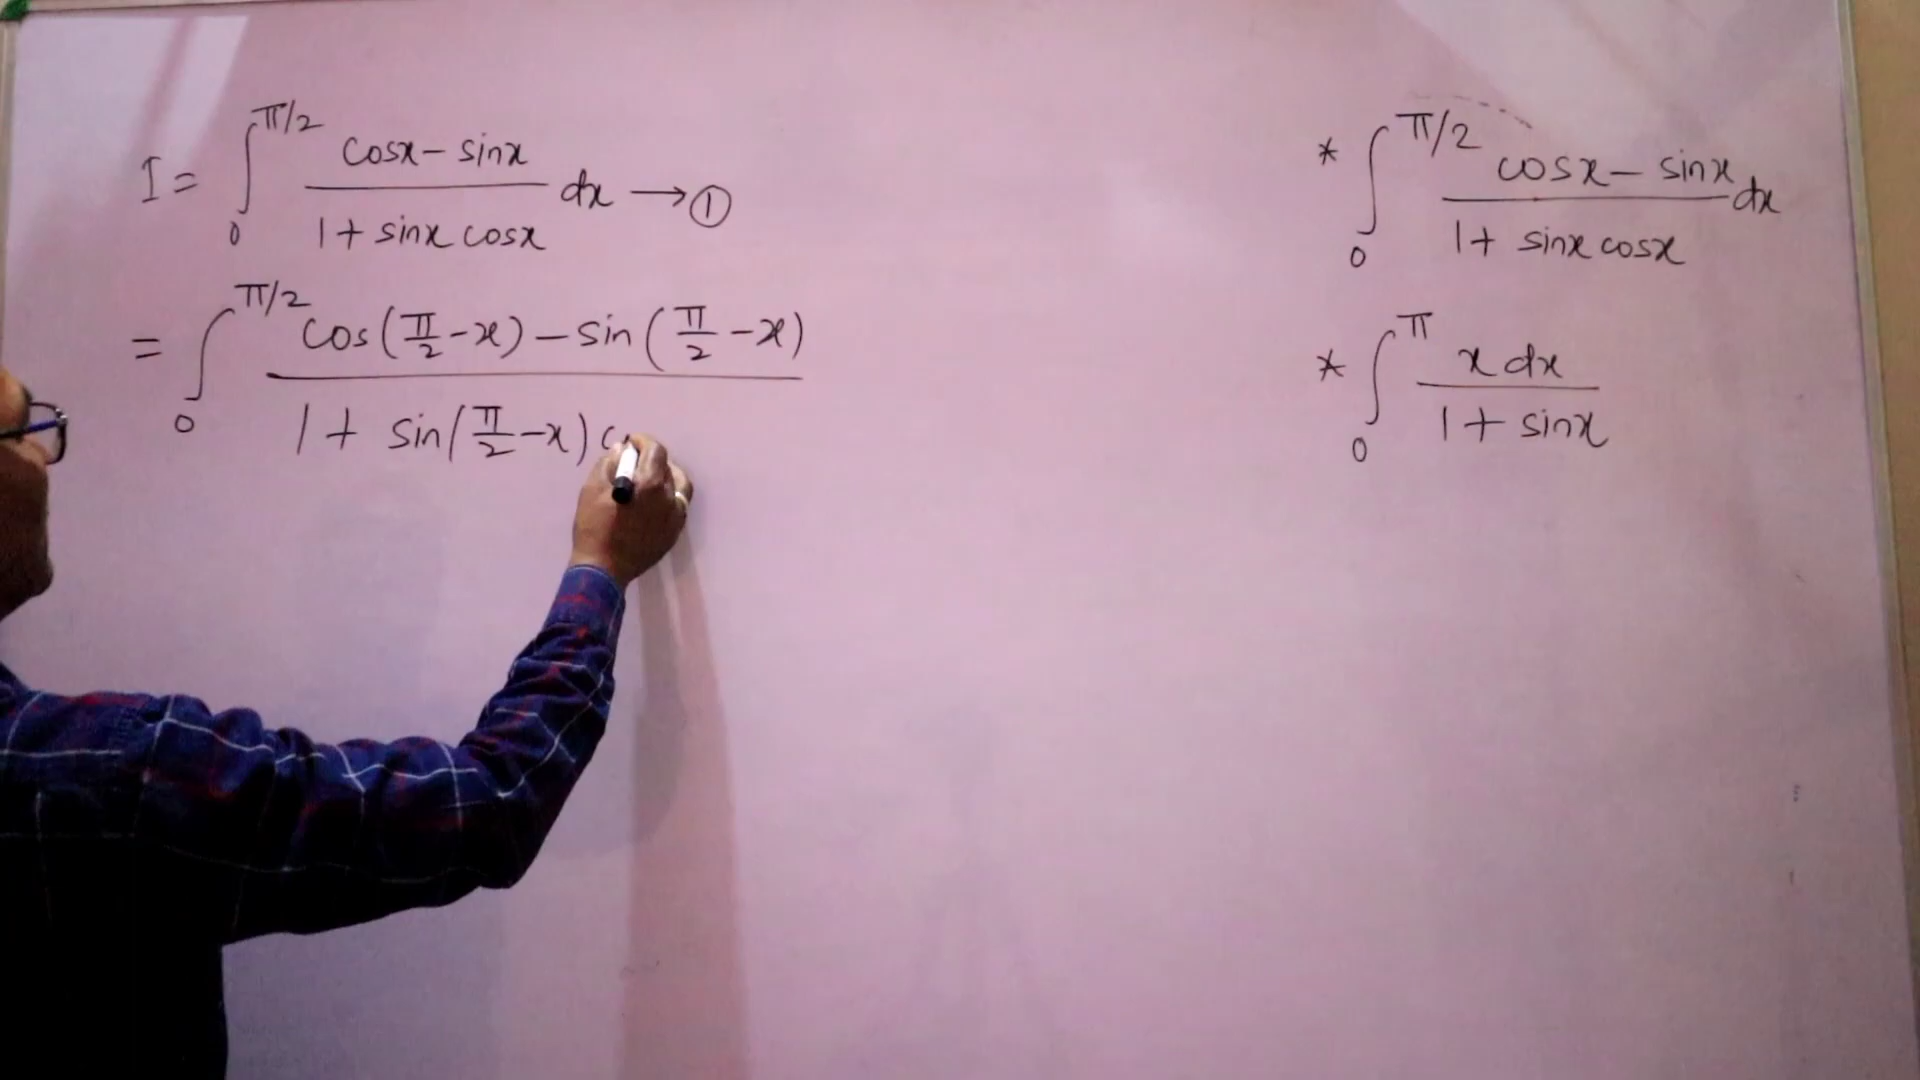 I = ∫₀^(π/2) (cosx − sinx)/(1 + sinx cosx) dx → ①
= ∫₀^(π/2) (cos(π/2 − x) − sin(π/2 − x))/(1 + sin(π/2 − x) c
* ∫₀^(π/2) (cosx − sinx)/(1 + sinx cosx) dx
* ∫₀^π (x dx)/(1 + sinx)